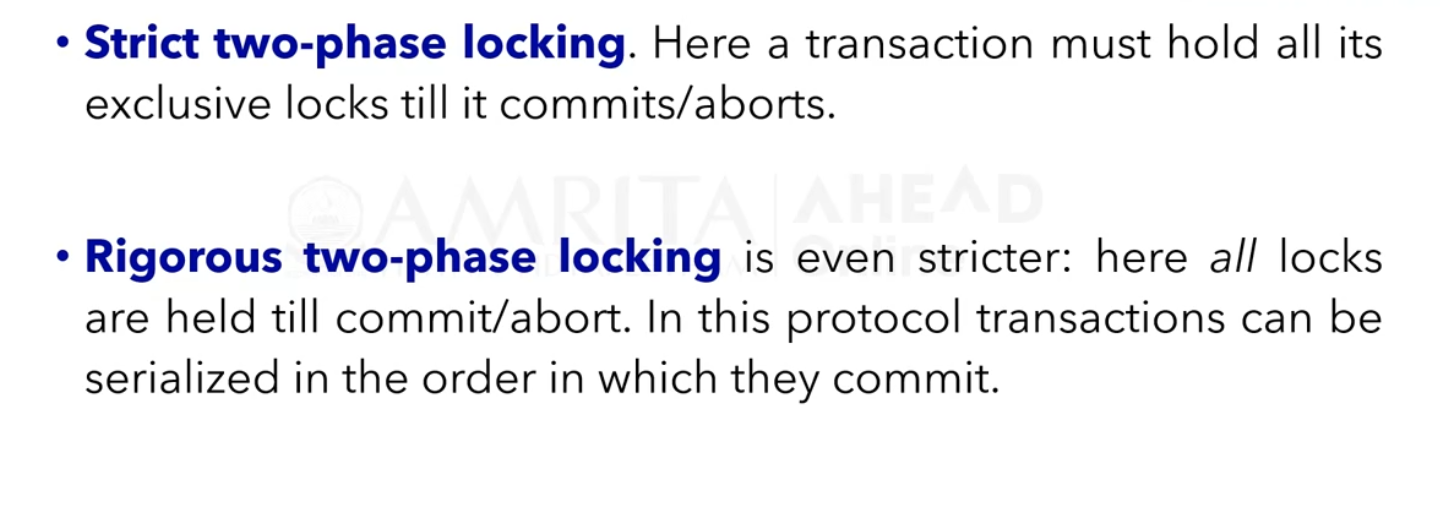 • Strict two-phase locking. Here a transaction must hold all its
exclusive locks till it commits/aborts.
AMRITA AHEAD
Online
• Rigorous two-phase locking is even stricter: here all locks
are held till commit/abort. In this protocol transactions can be
serialized in the order in which they commit.